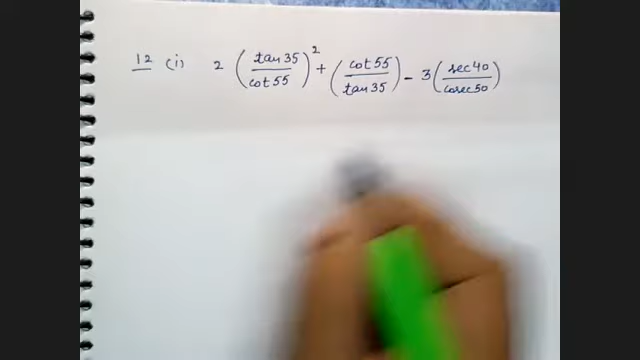 12 (i) 2 (tan 35 / cot 55)² + (cot 55 / tan 35) - 3 (sec 40 / cosec 50)